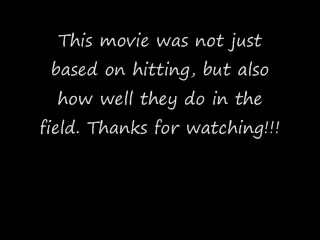 This movie was not just
based on hitting, but also
how well they do in the
field. Thanks for watching!!!